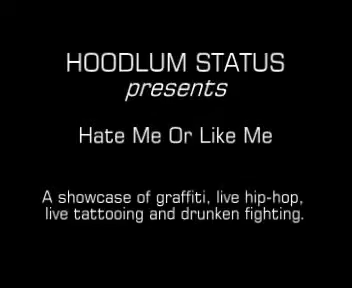 HOODLUM STATUS
presents
Hate Me Or Like Me
A showcase of graffiti, live hip-hop,
live tattooing and drunken fighting.